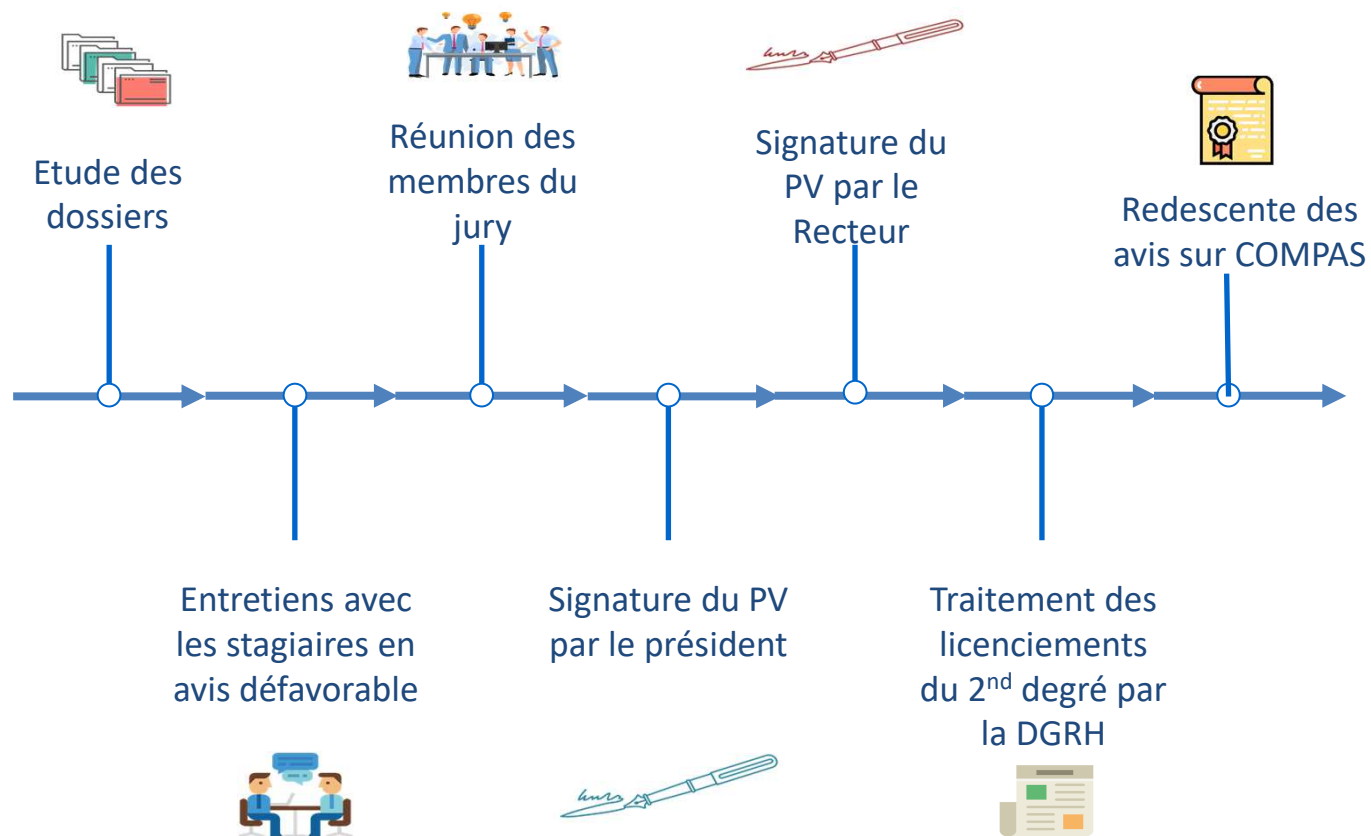 Etude des
dossiers
Entretiens avec
les stagiaires en
avis défavorable
Réunion des
membres du
jury
Signature du PV
par le président
Signature du
PV par le
Recteur
Traitement des
licenciements
du 2nd degré par
la DGRH
Redescente des
avis sur COMPAS